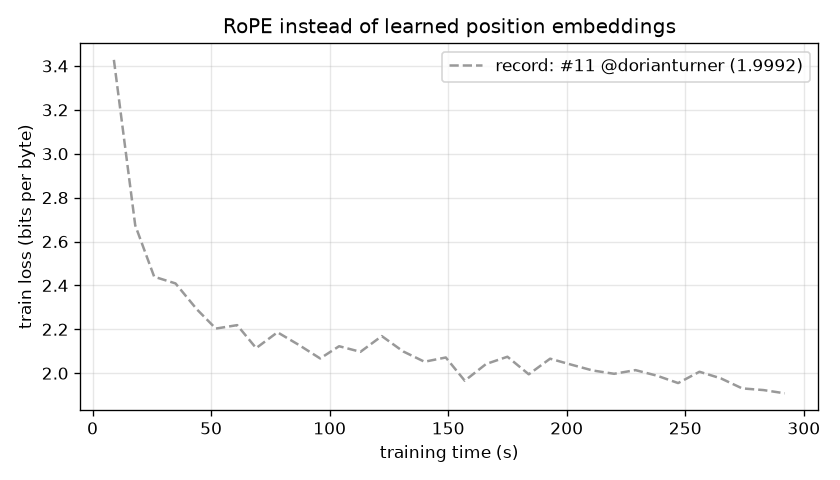 RoPE instead of learned position embeddings
record: #11 @dorianturner (1.9992)
train loss (bits per byte)
3.4
3.2
3.0
2.8
2.6
2.4
2.2
2.0
0 50 100 150 200 250 300
training time (s)